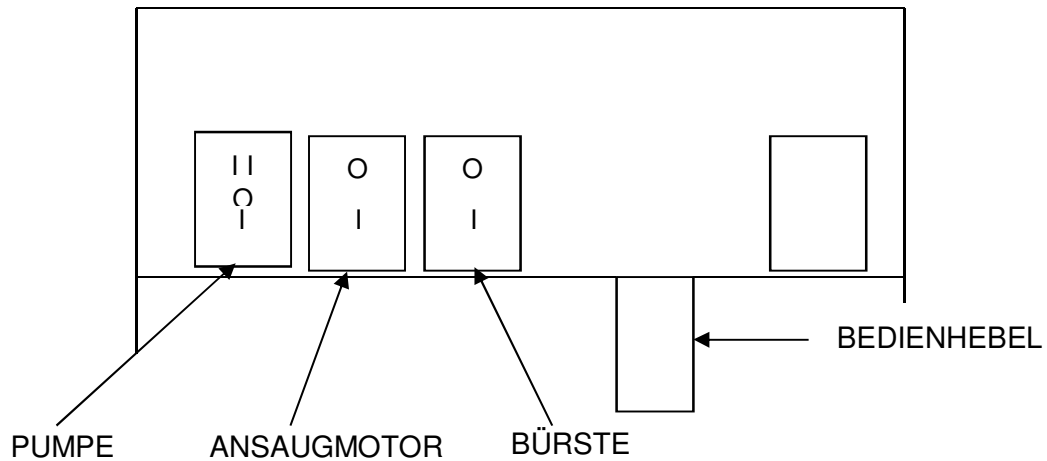 II O O
O
I I I
BEDIENHEBEL
PUMPE ANSAUGMOTOR BÜRSTE